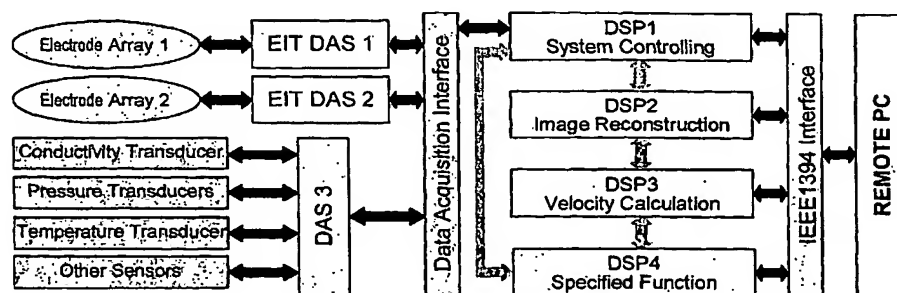 Electrode Array 1
EIT DAS 1
Electrode Array 2
EIT DAS 2
Conductivity Transducer
Pressure Transducers
Temperature Transducer
Other Sensors
DAS 3
Data Acquisition Interface
DSP1
System Controlling
DSP2
Image Reconstruction
DSP3
Velocity Calculation
DSP4
Specified Function
IEEE1394 Interface
REMOTE PC